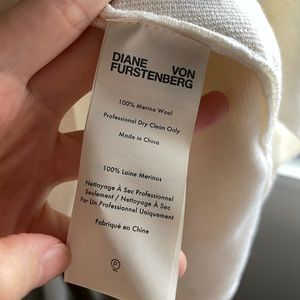 DIANE VON
FURSTENBERG
100% Merino Wool
Professional Dry Clean Only
Made in China
100% Laine Merinos
Nettoyage À Sec Professionnel
Seulement / Nettoyage À Sec
Par Un Professionel Uniquement
Fabriqué en Chine
P